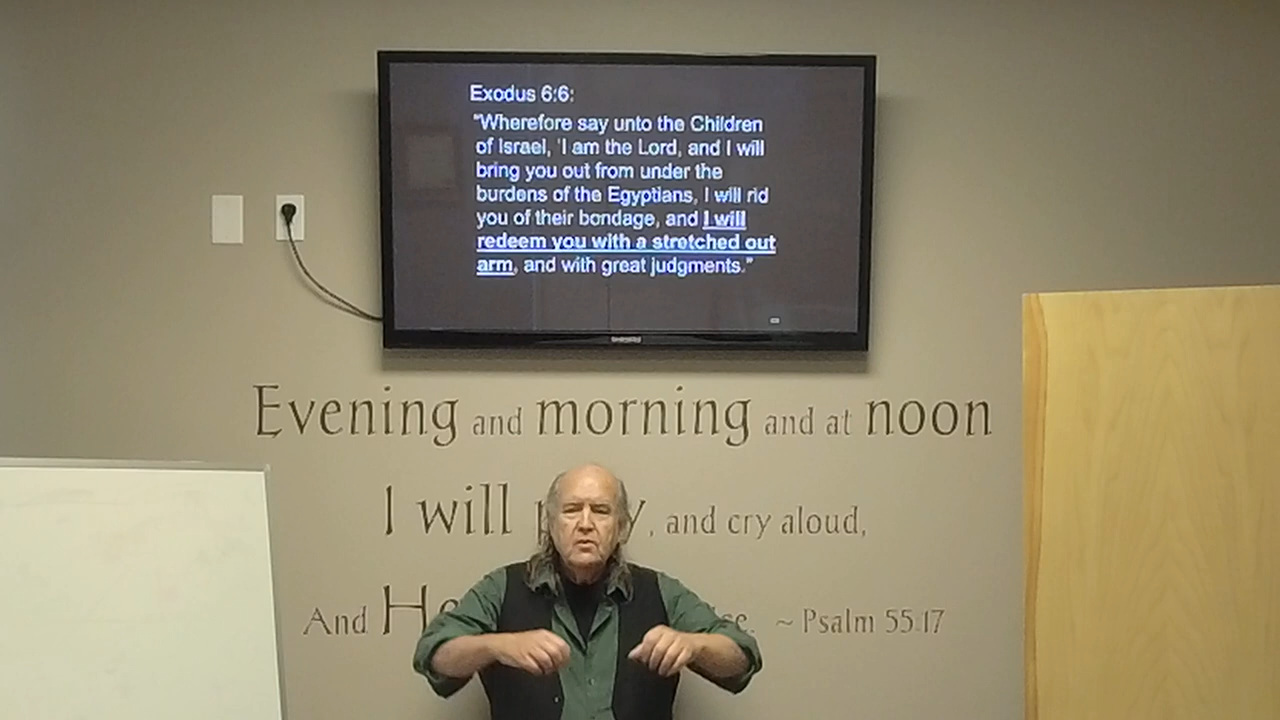 Exodus 6:6:
"Wherefore say unto the Children
of Israel, 'I am the Lord, and I will
bring you out from under the
burdens of the Egyptians, I will rid
you of their bondage, and I will
redeem you with a stretched out
arm, and with great judgments."
Evening and morning and at noon
I will , and cry aloud,
And ~ Psalm 55:17